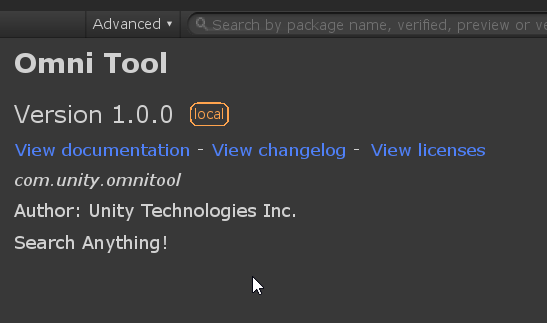 Advanced ▾ Search by package name, verified, preview or ve
Omni Tool
Version 1.0.0 local
View documentation - View changelog - View licenses
com.unity.omnitool
Author: Unity Technologies Inc.
Search Anything!